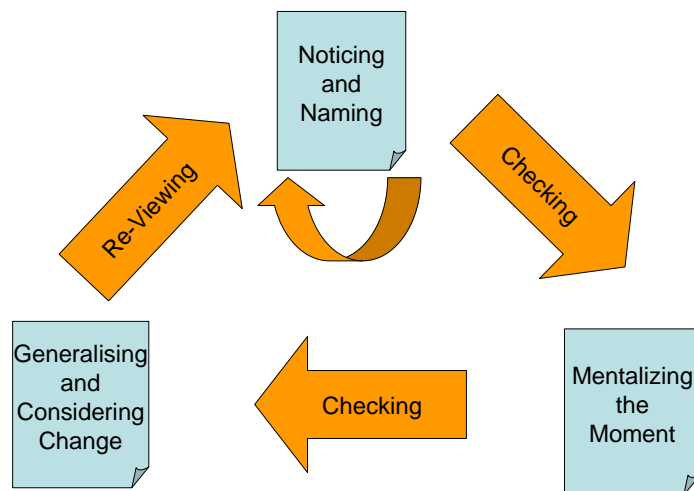 Noticing
and
Naming
Checking
Re-Viewing
Generalising
and
Considering
Change
Checking
Mentalizing
the
Moment